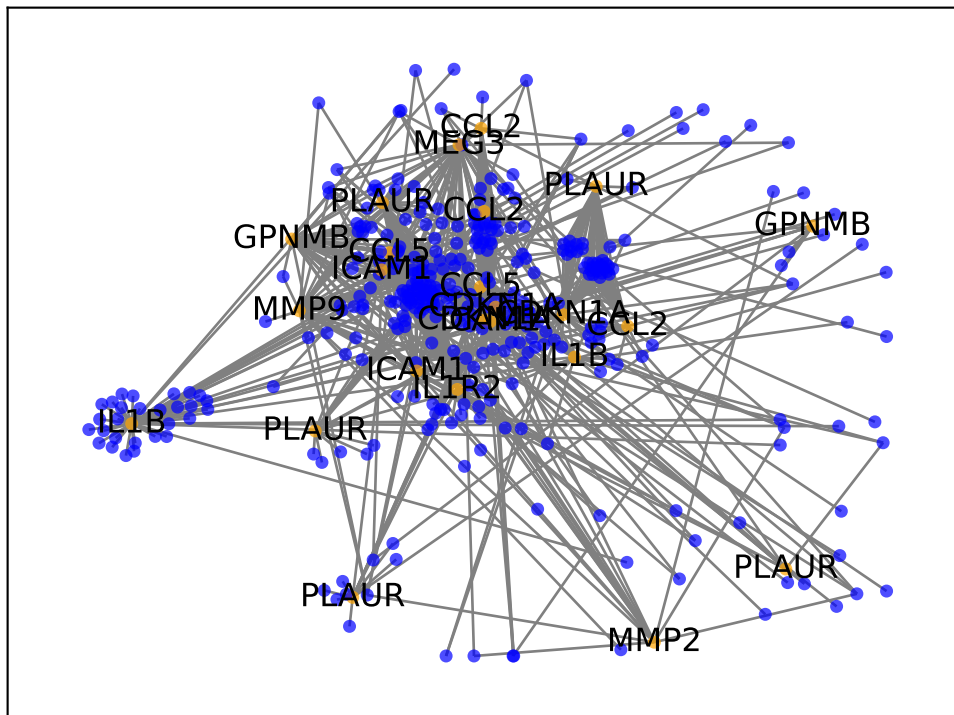 CCL2
MEG3
PLAUR
PLAUR
CCL2
GPNMB
GPNMB
CCL5
ICAM1
CCL5
MMP9
CDKN1A
CCL2
IL1B
ICAM1
IL1R2
IL1B
PLAUR
PLAUR
PLAUR
MMP2